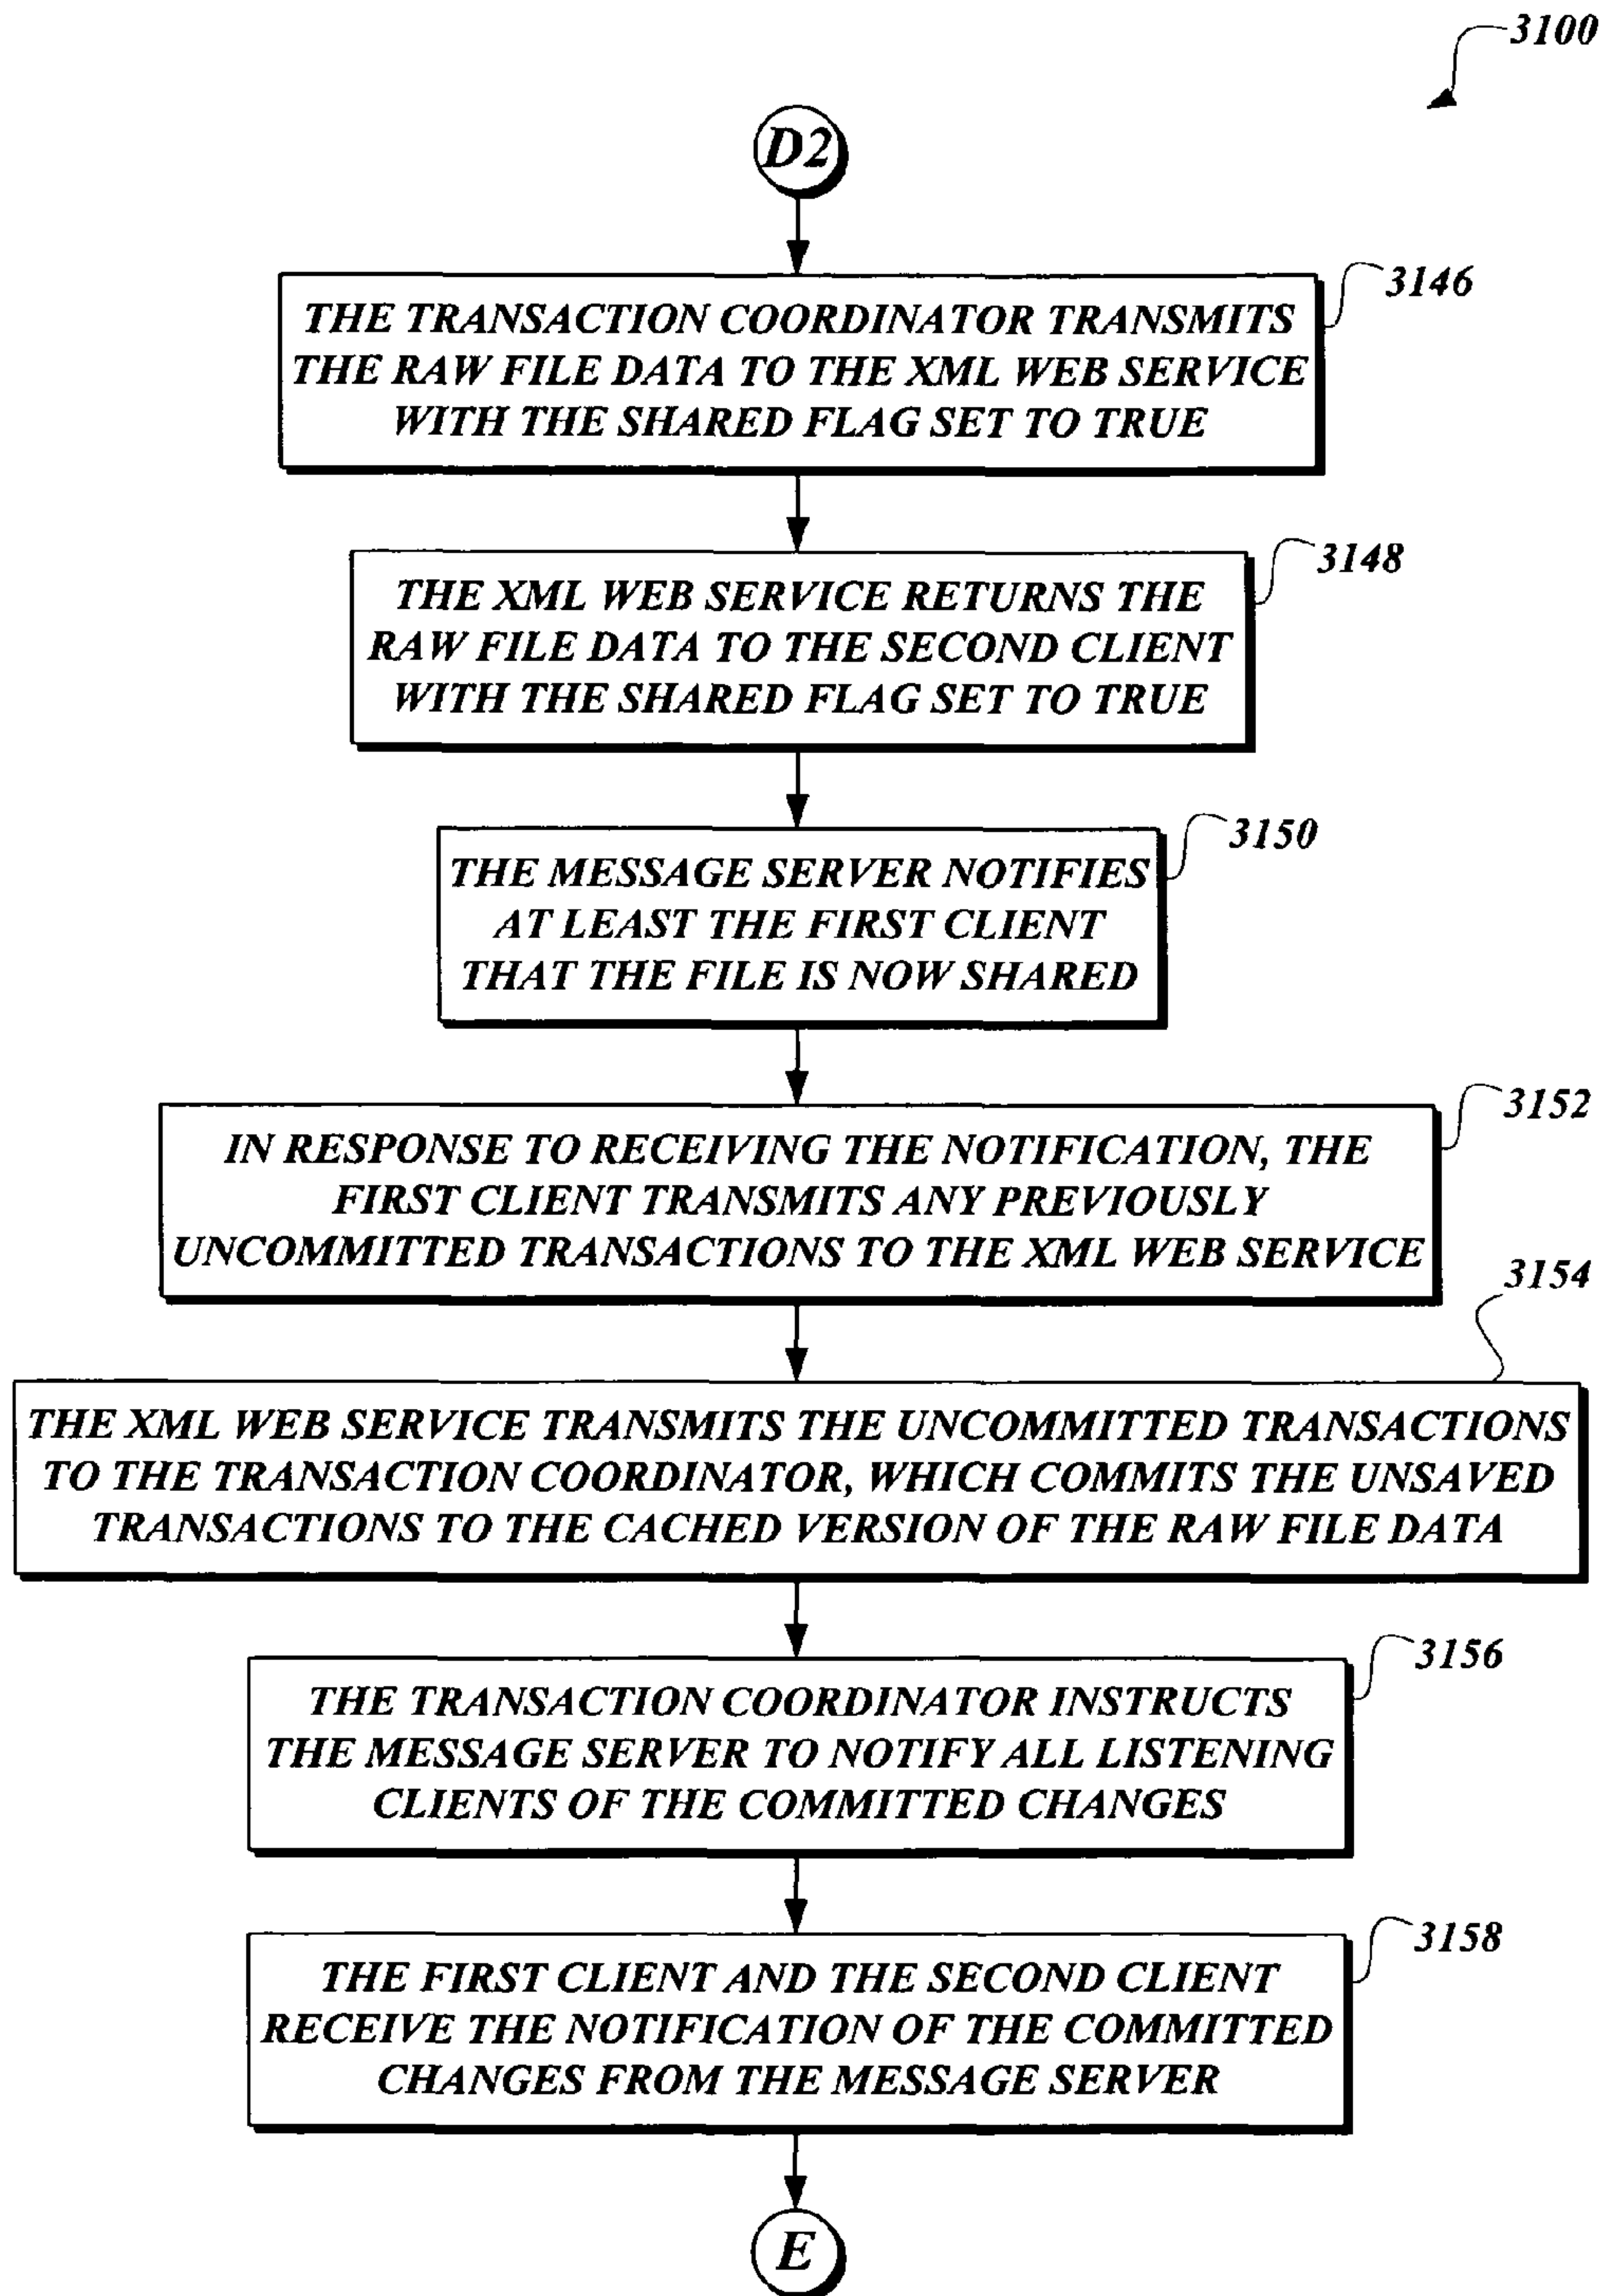 3100
D2
3146
THE TRANSACTION COORDINATOR TRANSMITS
THE RAW FILE DATA TO THE XML WEB SERVICE
WITH THE SHARED FLAG SET TO TRUE
3148
THE XML WEB SERVICE RETURNS THE
RAW FILE DATA TO THE SECOND CLIENT
WITH THE SHARED FLAG SET TO TRUE
3150
THE MESSAGE SERVER NOTIFIES
AT LEAST THE FIRST CLIENT
THAT THE FILE IS NOW SHARED
3152
IN RESPONSE TO RECEIVING THE NOTIFICATION, THE
FIRST CLIENT TRANSMITS ANY PREVIOUSLY
UNCOMMITTED TRANSACTIONS TO THE XML WEB SERVICE
3154
THE XML WEB SERVICE TRANSMITS THE UNCOMMITTED TRANSACTIONS
TO THE TRANSACTION COORDINATOR, WHICH COMMITS THE UNSAVED
TRANSACTIONS TO THE CACHED VERSION OF THE RAW FILE DATA
3156
THE TRANSACTION COORDINATOR INSTRUCTS
THE MESSAGE SERVER TO NOTIFY ALL LISTENING
CLIENTS OF THE COMMITTED CHANGES
3158
THE FIRST CLIENT AND THE SECOND CLIENT
RECEIVE THE NOTIFICATION OF THE COMMITTED
CHANGES FROM THE MESSAGE SERVER
E